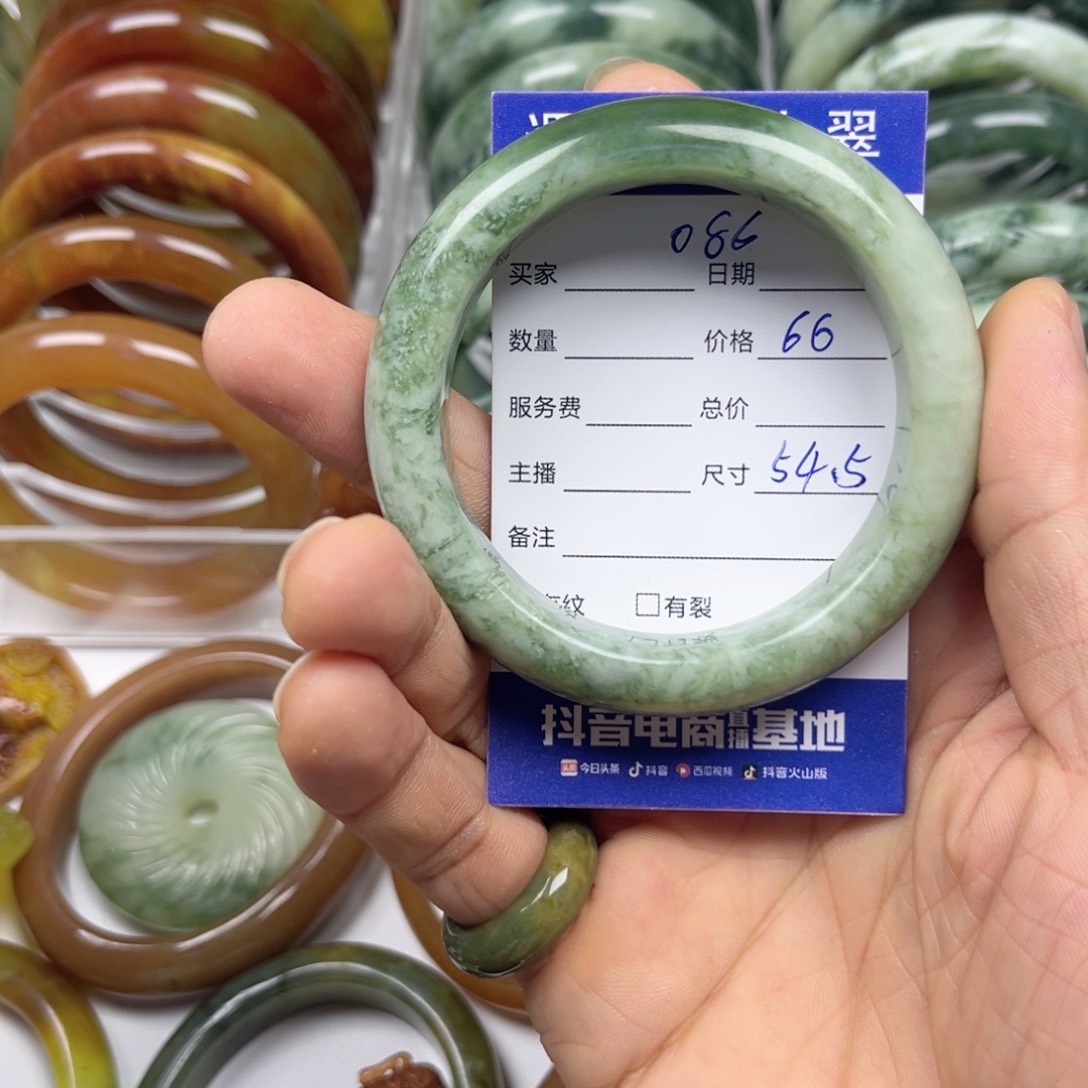 翠
086
买家 日期
数量 价格 66
服务费 总价
主播 尺寸 54.5
备注
纹 有裂
抖音电商直播基地
今日头条 抖音 西瓜视频 抖音火山版